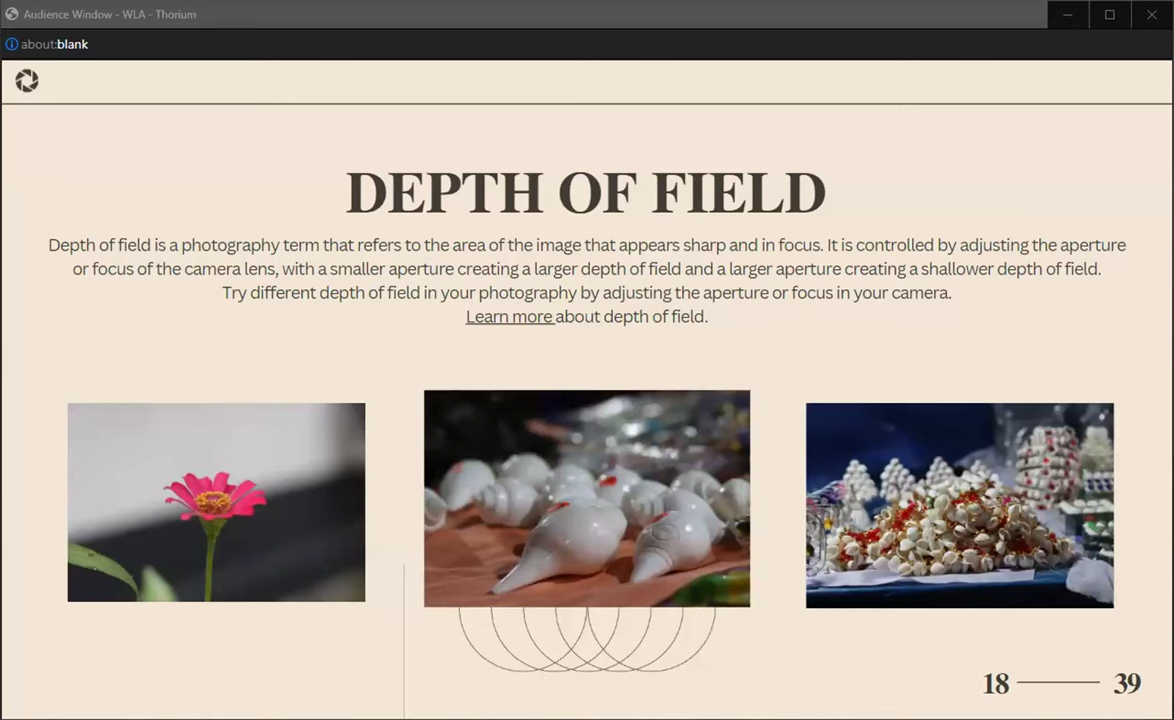 Audience Window - WLA - Thorium
about:blank
DEPTH OF FIELD
Depth of field is a photography term that refers to the area of the image that appears sharp and in focus. It is controlled by adjusting the aperture
or focus of the camera lens, with a smaller aperture creating a larger depth of field and a larger aperture creating a shallower depth of field.
Try different depth of field in your photography by adjusting the aperture or focus in your camera.
Learn more about depth of field.
18 39